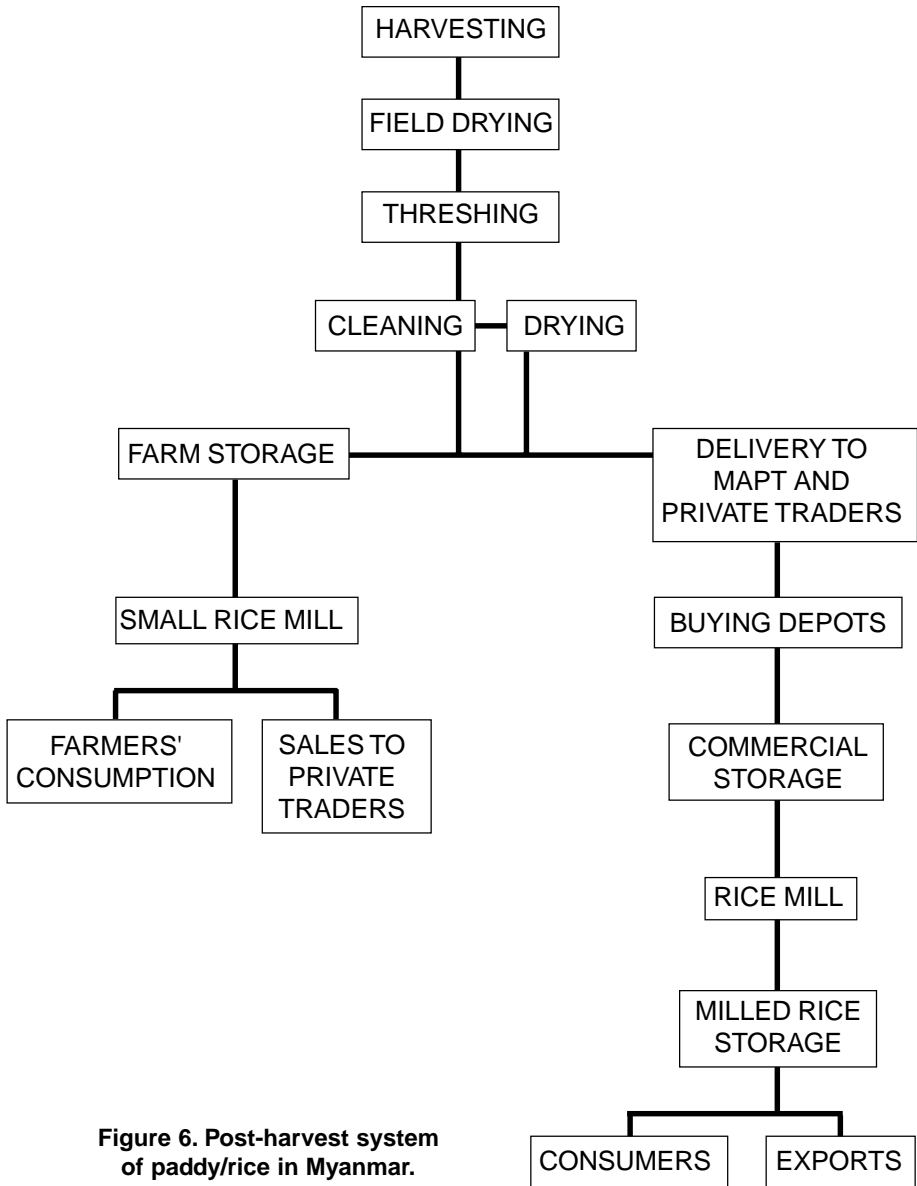 HARVESTING
FIELD DRYING
THRESHING
CLEANING
DRYING
FARM STORAGE
DELIVERY TO
MAPT AND
PRIVATE TRADERS
SMALL RICE MILL
BUYING DEPOTS
FARMERS'
CONSUMPTION
SALES TO
PRIVATE
TRADERS
COMMERCIAL
STORAGE
RICE MILL
MILLED RICE
STORAGE
CONSUMERS
EXPORTS
Figure 6. Post-harvest system
of paddy/rice in Myanmar.